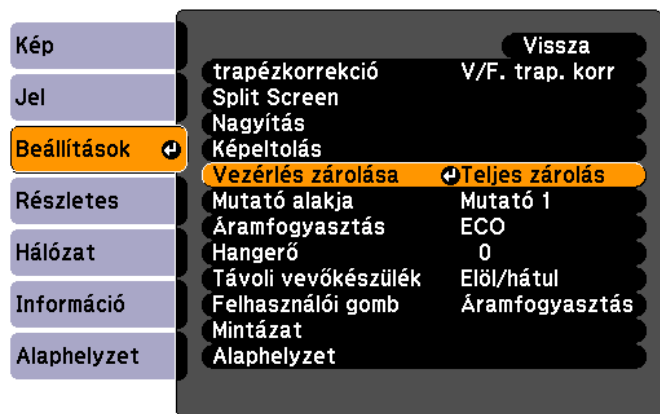 Kép
Jel
Beállítások
Részletes
Hálózat
Információ
Alaphelyzet
Vissza
trapézkorrekció V/F. trap. korr
Split Screen
Nagyítás
Képeltolás
Vezérlés zárolása Teljes zárolás
Mutató alakja Mutató 1
Áramfogyasztás ECO
Hangerő 0
Távoli vevőkészülék Elöl/hátul
Felhasználói gomb Áramfogyasztás
Mintázat
Alaphelyzet